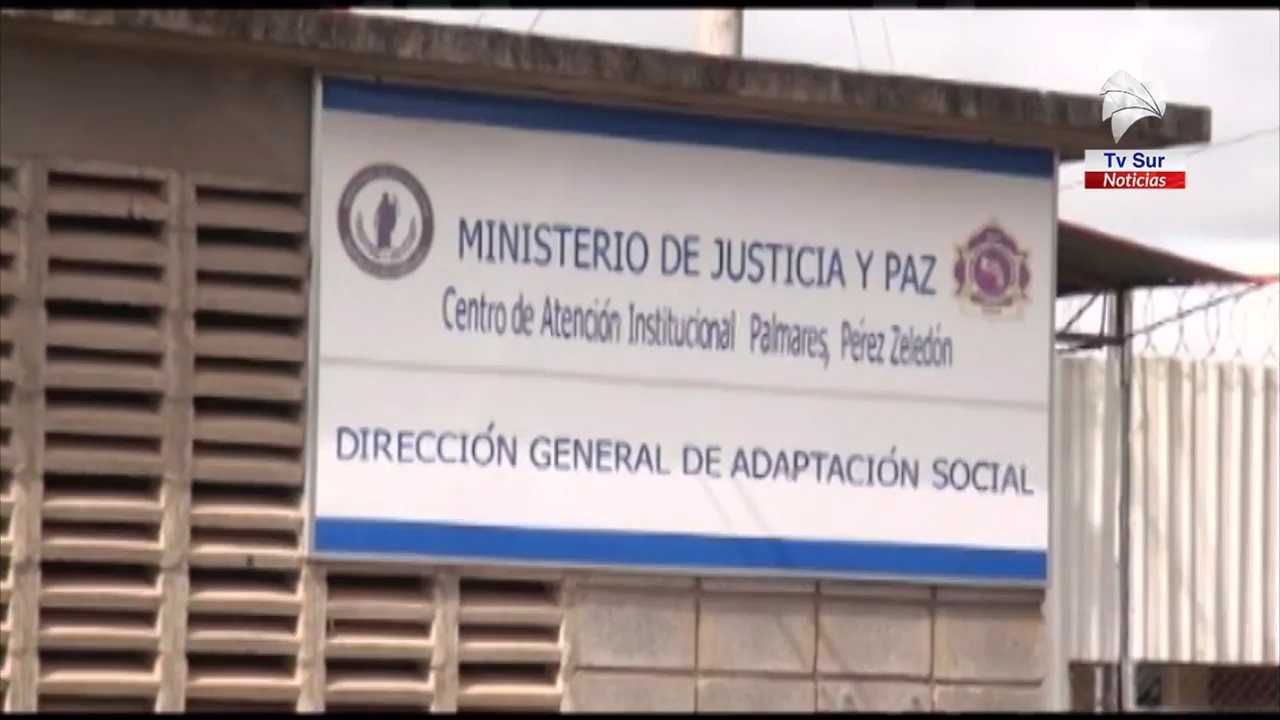 Tv Sur
Noticias
MINISTERIO DE JUSTICIA Y PAZ
Centro de Atención Institucional Palmares, Pérez Zeledón
DIRECCIÓN GENERAL DE ADAPTACIÓN SOCIAL